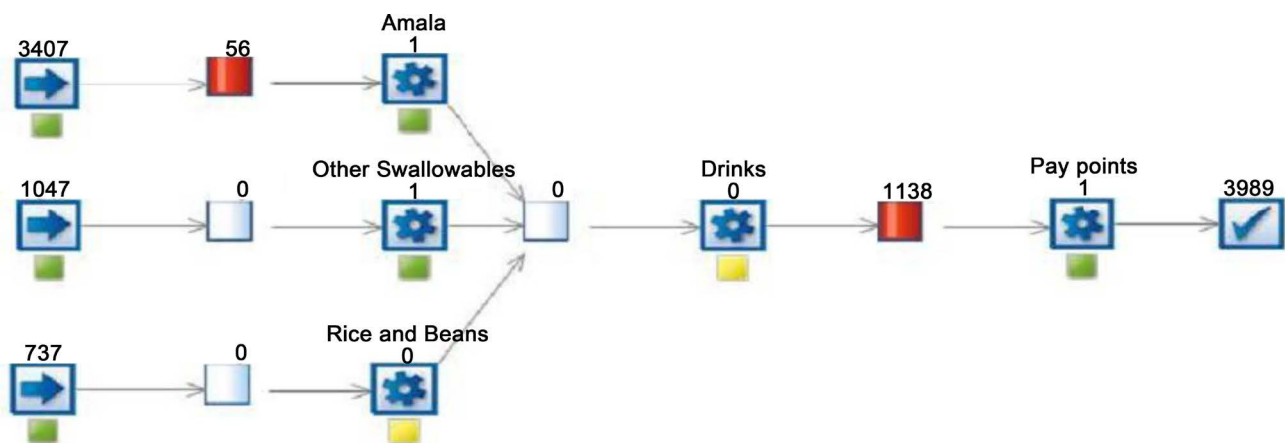 Amala
3407 56 1
Other Swallowables Drinks Pay points
1047 0 1 0 0 1138 1 3989
Rice and Beans
737 0 0